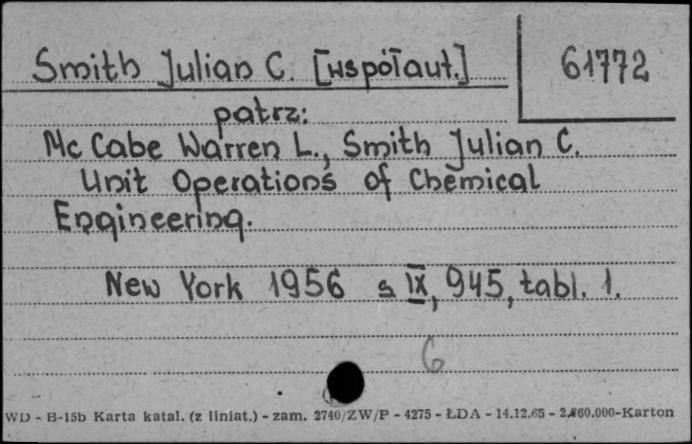 Smith Julian C. [współaut.] 61772
patrz:
Mc Cabe Warren L., Smith Julian C.
Unit Operations of Chemical
Engineering.
New York 1956 s IX, 945, tabl. 1.
6
WD - B-15b Karta katal. (z liniat.) - zam. 2740/ZW/P - 4275 - ŁDA - 14.12.65 - 2.860.000-Karton